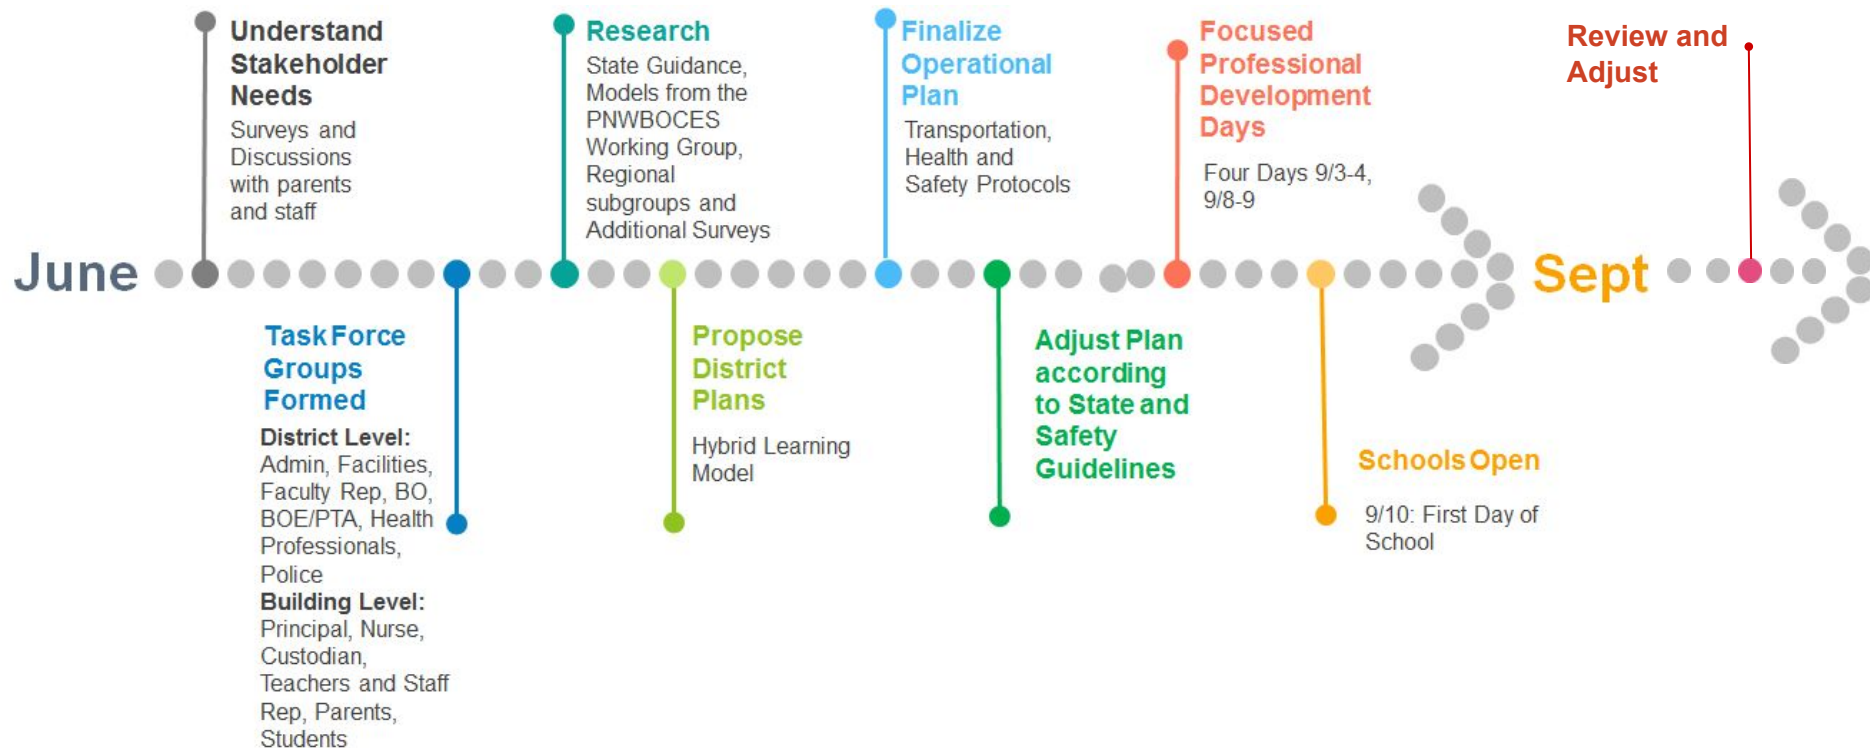 Understand
Stakeholder
Needs
Surveys and
Discussions
with parents
and staff
Research
State Guidance,
Models from the
PNWBOCES
Working Group,
Regional
subgroups and
Additional Surveys
Finalize
Operational
Plan
Transportation,
Health and
Safety Protocols
Focused
Professional
Development
Days
Four Days 9/3-4,
9/8-9
Review and
Adjust
June
Sept
Task Force
Groups
Formed
District Level:
Admin, Facilities,
Faculty Rep, BO,
BOE/PTA, Health
Professionals,
Police
Building Level:
Principal, Nurse,
Custodian,
Teachers and Staff
Rep, Parents,
Students
Propose
District
Plans
Hybrid Learning
Model
Adjust Plan
according
to State and
Safety
Guidelines
Schools Open
9/10: First Day of
School